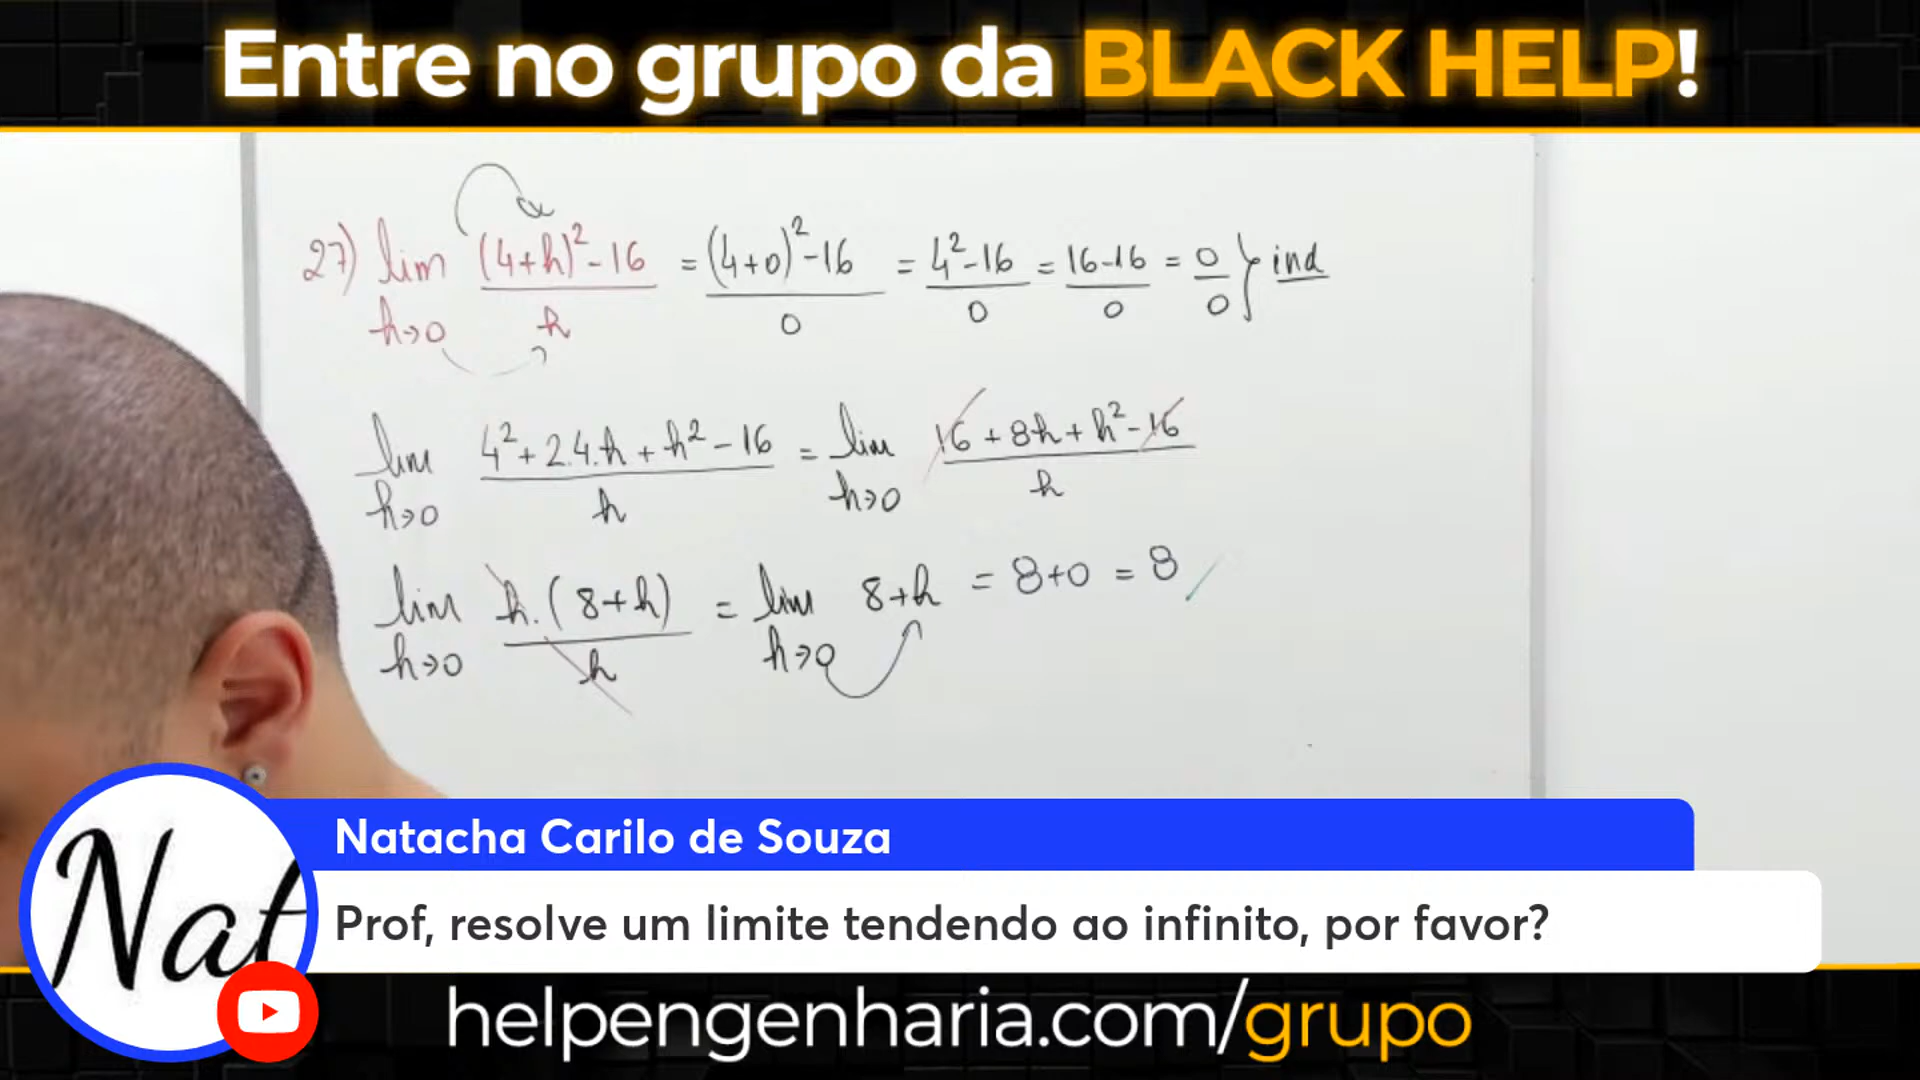 Entre no grupo da BLACK HELP!
27) lim (4+h)² - 16 / h = (4+0)² - 16 / 0 = 4² - 16 / 0 = 16 - 16 / 0 = 0 / 0 } ind
h→0
lim 4² + 2.4.h + h² - 16 / h = lim 16 + 8h + h² - 16 / h
h→0 h→0
lim h.(8+h) / h = lim 8+h = 8+0 = 8
h→0 h→0
Natacha Carilo de Souza
Prof, resolve um limite tendendo ao infinito, por favor?
Nat
helpengenharia.com/grupo